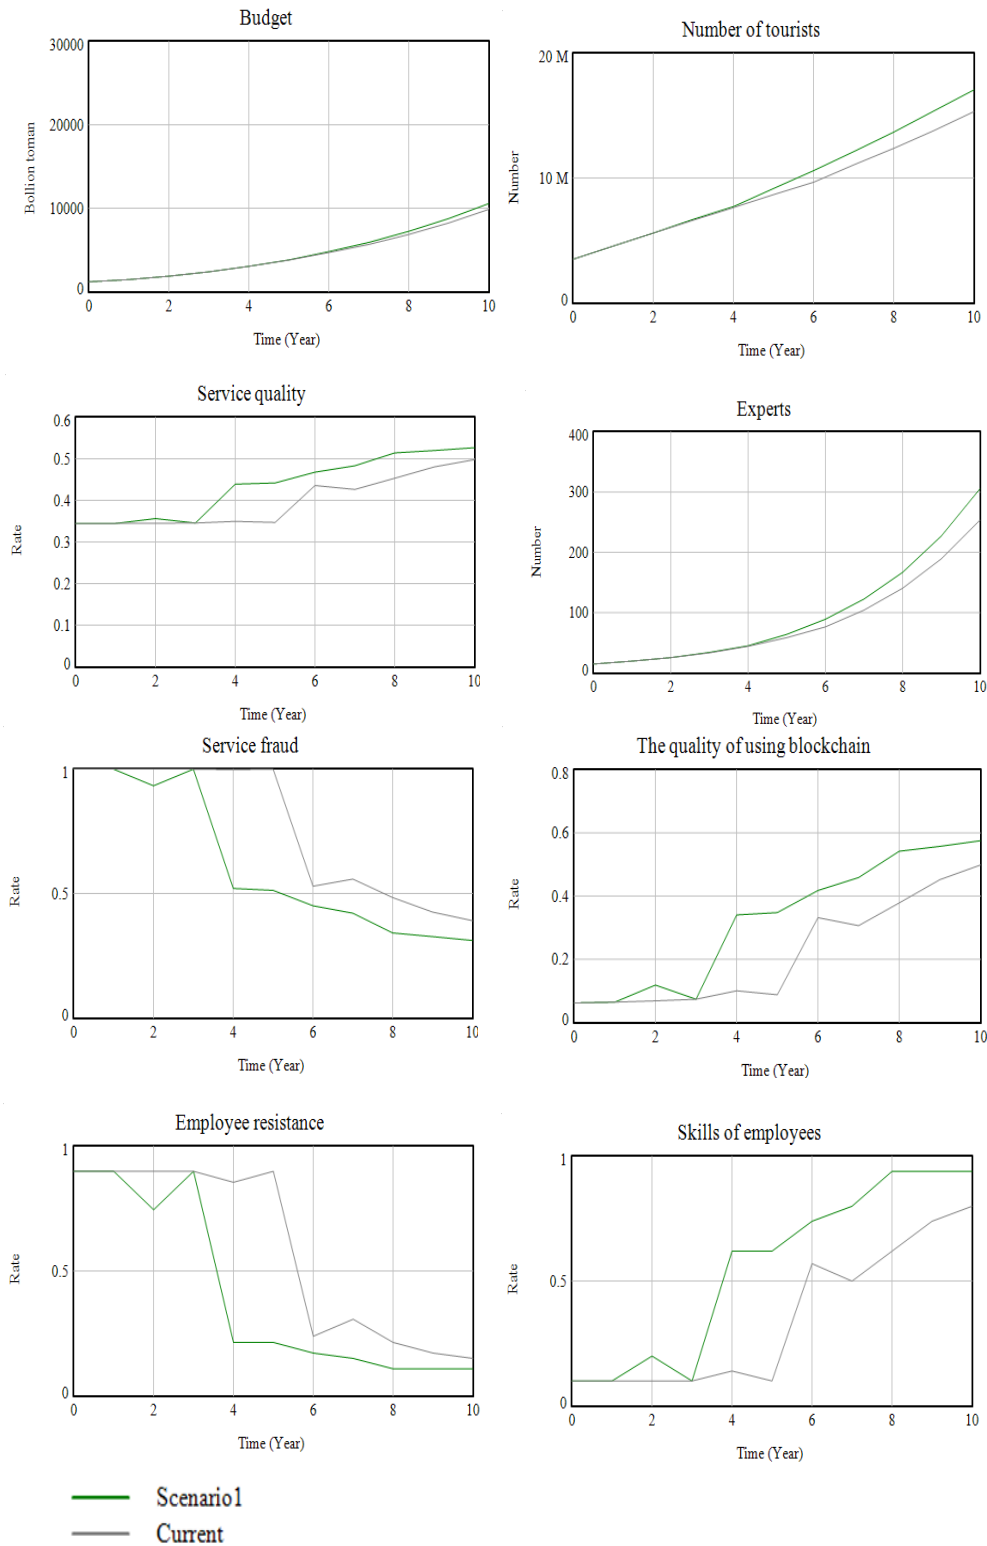 Budget
30000
20000
10000
0
Bollion toman
0 2 4 6 8 10
Time (Year)
Number of tourists
20 M
10 M
0
Number
0 2 4 6 8 10
Time (Year)
Service quality
0.6
0.5
0.4
0.3
0.2
0.1
0
Rate
0 2 4 6 8 10
Time (Year)
Experts
400
300
200
100
0
Number
0 2 4 6 8 10
Time (Year)
Service fraud
1
0.5
0
Rate
0 2 4 6 8 10
Time (Year)
The quality of using blockchain
0.8
0.6
0.4
0.2
0
Rate
0 2 4 6 8 10
Time (Year)
Employee resistance
1
0.5
0
Rate
0 2 4 6 8 10
Time (Year)
Skills of employees
1
0.5
0
Rate
0 2 4 6 8 10
Time (Year)
Scenario1
Current